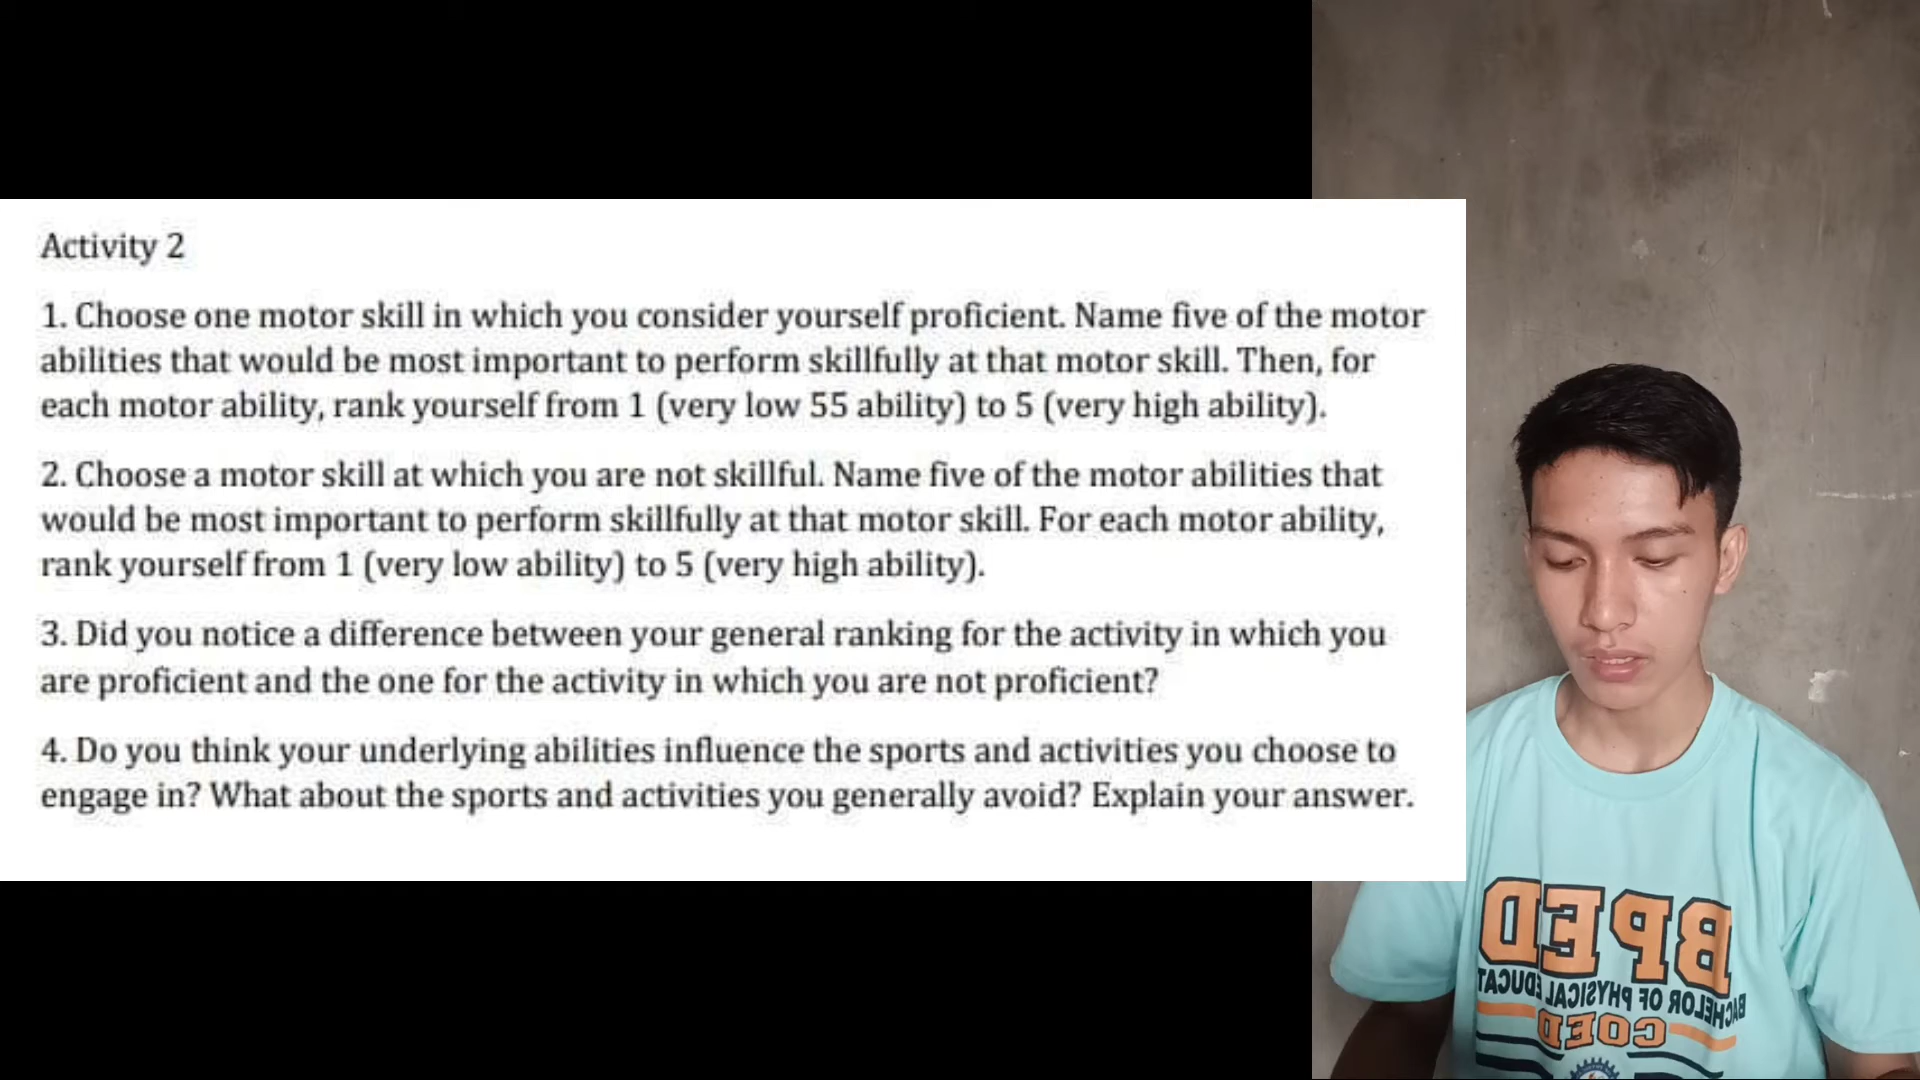 Activity 2
1. Choose one motor skill in which you consider yourself proficient. Name five of the motor
abilities that would be most important to perform skillfully at that motor skill. Then, for
each motor ability, rank yourself from 1 (very low 55 ability) to 5 (very high ability).
2. Choose a motor skill at which you are not skillful. Name five of the motor abilities that
would be most important to perform skillfully at that motor skill. For each motor ability,
rank yourself from 1 (very low ability) to 5 (very high ability).
3. Did you notice a difference between your general ranking for the activity in which you
are proficient and the one for the activity in which you are not proficient?
4. Do you think your underlying abilities influence the sports and activities you choose to
engage in? What about the sports and activities you generally avoid? Explain your answer.
BPED
BACHELOR OF PHYSICAL EDUCAT
COED